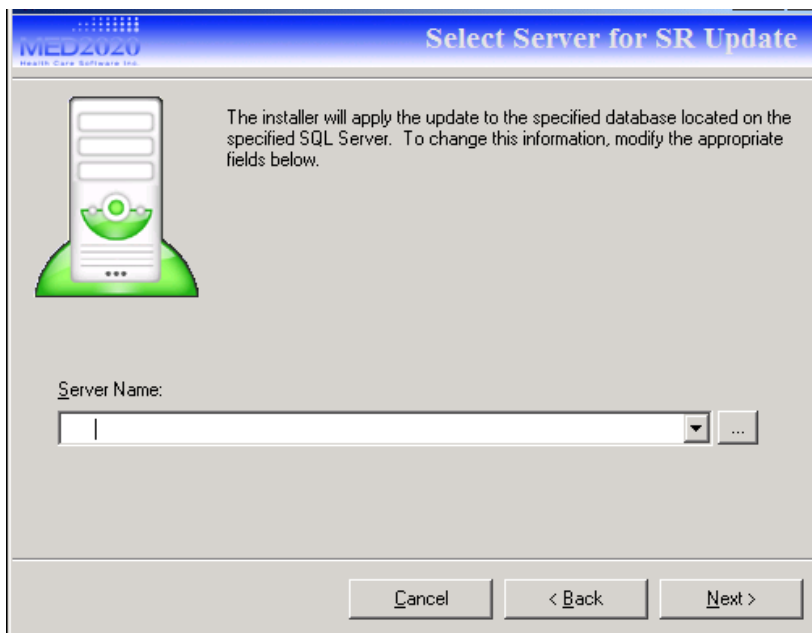 MED2020
Health Care Software Inc.
Select Server for SR Update
The installer will apply the update to the specified database located on the
specified SQL Server.  To change this information, modify the appropriate
fields below.
Server Name:
...
Cancel
< Back
Next >